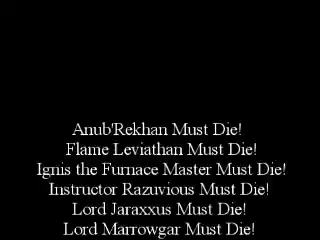 Anub'Rekhan Must Die!
Flame Leviathan Must Die!
Ignis the Furnace Master Must Die!
Instructor Razuvious Must Die!
Lord Jaraxxus Must Die!
Lord Marrowgar Must Die!